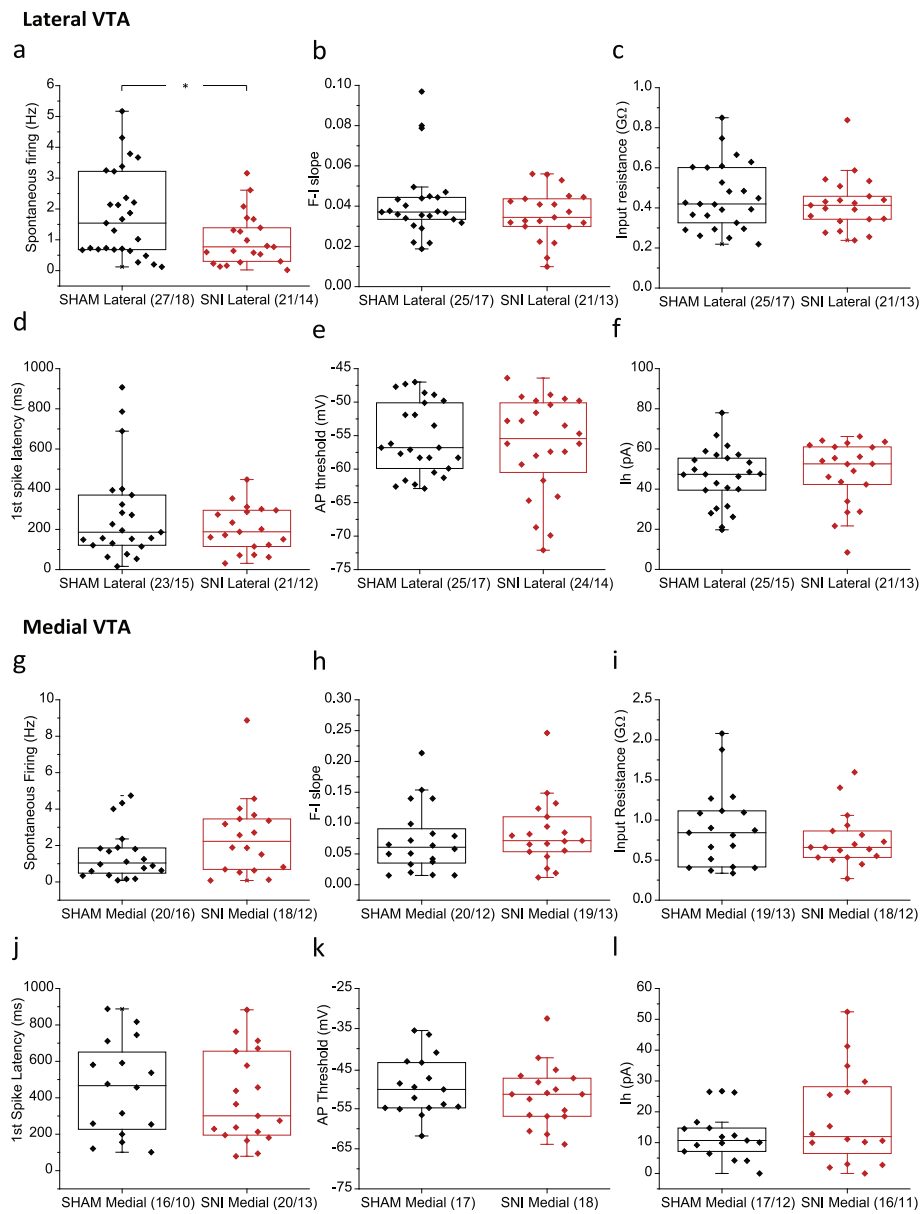 Lateral VTA
a
b
c
Spontaneous firing (Hz)
6
5
4
3
2
1
0
*
SHAM Lateral (27/18)
SNI Lateral (21/14)
F-I slope
0.10
0.08
0.06
0.04
0.02
0.00
SHAM Lateral (25/17)
SNI Lateral (21/13)
Input resistance (GΩ)
1.0
0.8
0.6
0.4
0.2
0.0
SHAM Lateral (25/17)
SNI Lateral (21/13)
d
e
f
1st spike latency (ms)
1000
800
600
400
200
0
SHAM Lateral (23/15)
SNI Lateral (21/12)
AP threshold (mV)
-45
-50
-55
-60
-65
-70
-75
SHAM Lateral (25/17)
SNI Lateral (24/14)
Ih (pA)
100
80
60
40
20
0
SHAM Lateral (25/15)
SNI Lateral (21/13)
Medial VTA
g
h
i
Spontaneous Firing (Hz)
10
8
6
4
2
0
SHAM Medial (20/16)
SNI Medial (18/12)
F-I slope
0.30
0.25
0.20
0.15
0.10
0.05
0.00
SHAM Medial (20/12)
SNI Medial (19/13)
Input Resistance (GΩ)
2.5
2.0
1.5
1.0
0.5
0.0
SHAM Medial (19/13)
SNI Medial (18/12)
j
k
l
1st Spike Latency (ms)
1000
800
600
400
200
0
SHAM Medial (16/10)
SNI Medial (20/13)
AP Threshold (mV)
-25
-35
-45
-55
-65
-75
SHAM Medial (17)
SNI Medial (18)
Ih (pA)
60
50
40
30
20
10
0
SHAM Medial (17/12)
SNI Medial (16/11)